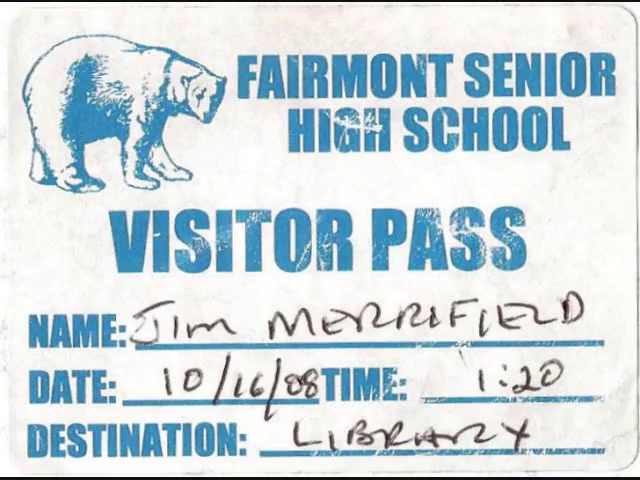 FAIRMONT SENIOR
HIGH SCHOOL
VISITOR PASS
NAME: Jim MERRIFIELD
DATE: 10/16/08 TIME: 1:20
DESTINATION: LIBRARY